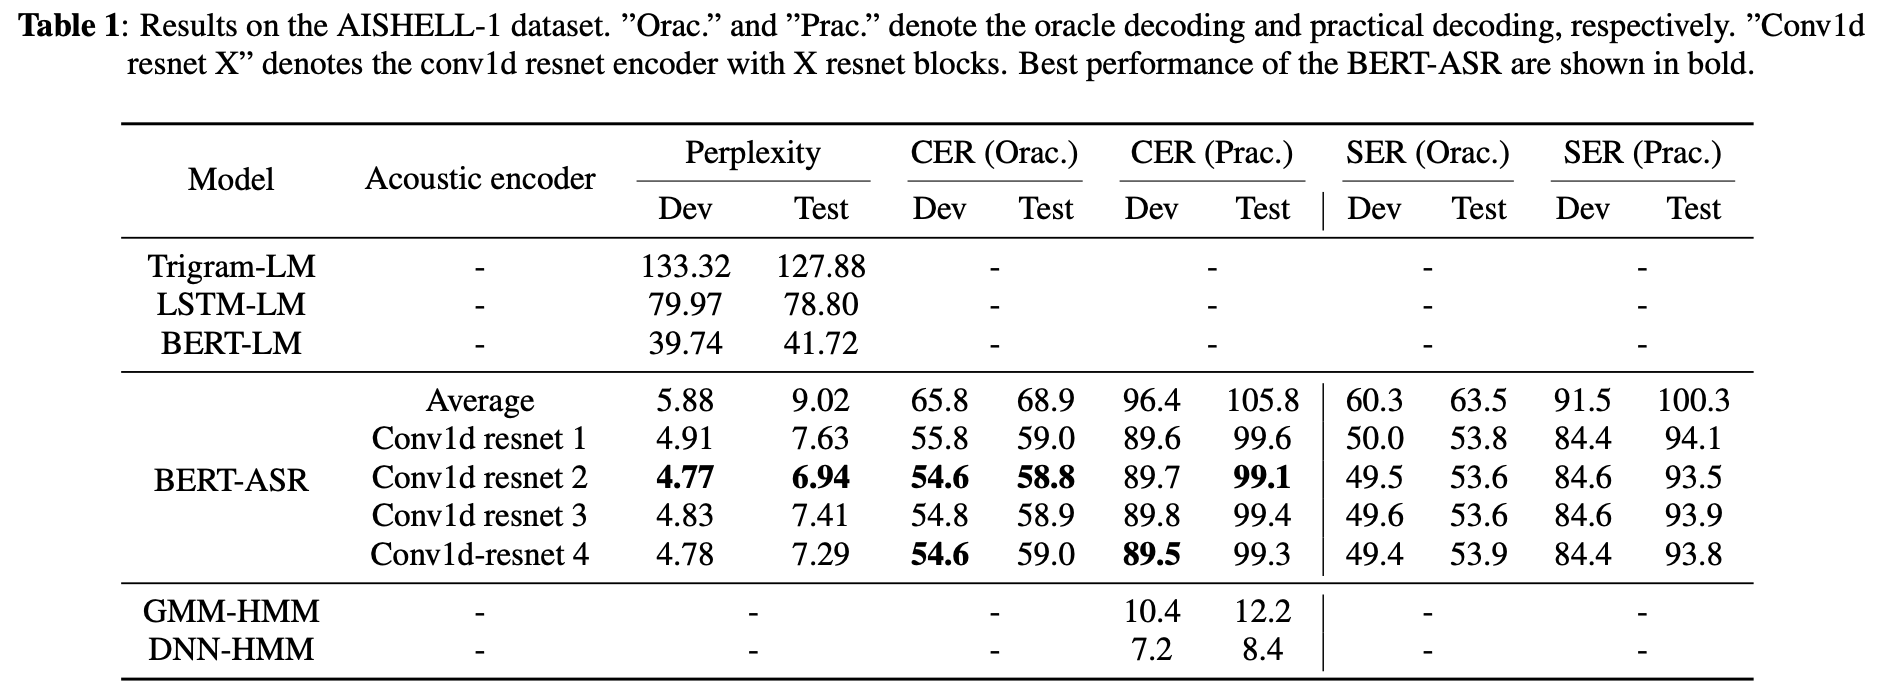 Table 1: Results on the AISHELL-1 dataset. ”Orac.” and ”Prac.” denote the oracle decoding and practical decoding, respectively. ”Conv1d
resnet X” denotes the conv1d resnet encoder with X resnet blocks. Best performance of the BERT-ASR are shown in bold.
Model Acoustic encoder Perplexity CER (Orac.) CER (Prac.) SER (Orac.) SER (Prac.)
Dev Test Dev Test Dev Test Dev Test Dev Test
Trigram-LM - 133.32 127.88 - - - -
LSTM-LM - 79.97 78.80 - - - -
BERT-LM - 39.74 41.72 - - - -
BERT-ASR
Average 5.88 9.02 65.8 68.9 96.4 105.8 60.3 63.5 91.5 100.3
Conv1d resnet 1 4.91 7.63 55.8 59.0 89.6 99.6 50.0 53.8 84.4 94.1
Conv1d resnet 2 4.77 6.94 54.6 58.8 89.7 99.1 49.5 53.6 84.6 93.5
Conv1d resnet 3 4.83 7.41 54.8 58.9 89.8 99.4 49.6 53.6 84.6 93.9
Conv1d-resnet 4 4.78 7.29 54.6 59.0 89.5 99.3 49.4 53.9 84.4 93.8
GMM-HMM - - - 10.4 12.2 - -
DNN-HMM - - - 7.2 8.4 - -